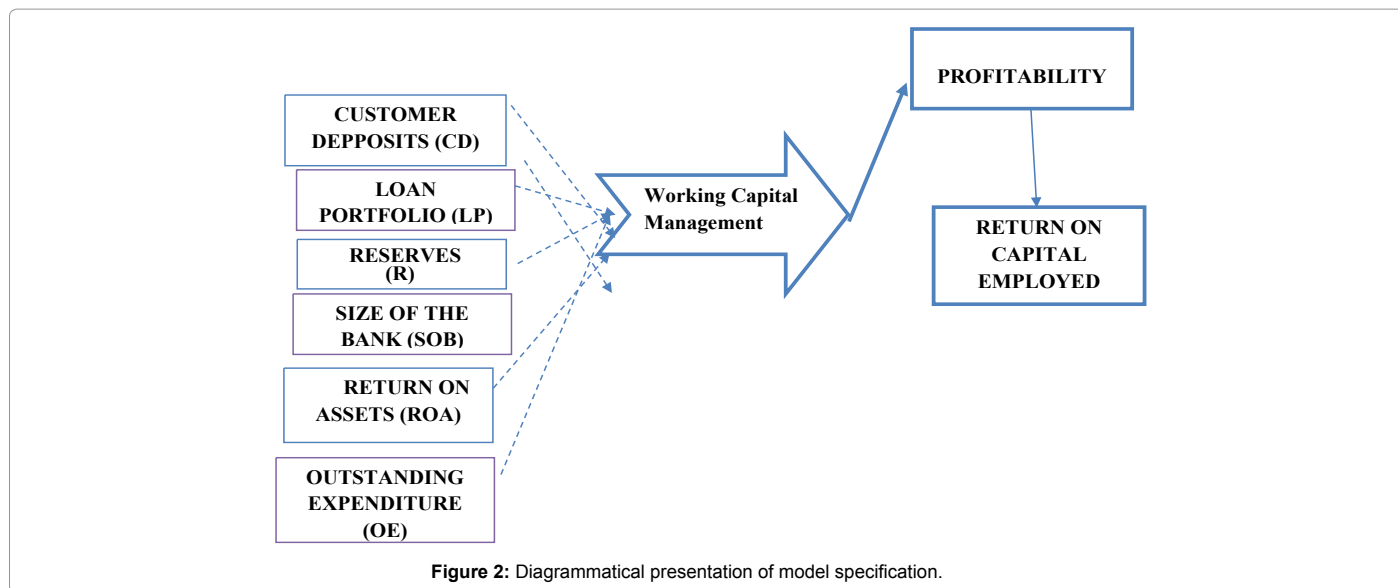 CUSTOMER
DEPPOSITS (CD)
LOAN
PORTFOLIO (LP)
RESERVES
(R)
SIZE OF THE
BANK (SOB)
RETURN ON
ASSETS (ROA)
OUTSTANDING
EXPENDITURE
(OE)
Working Capital
Management
PROFITABILITY
RETURN ON
CAPITAL
EMPLOYED
Figure 2: Diagrammatical presentation of model specification.